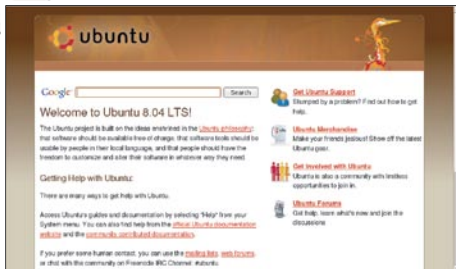 ubuntu
Google Search
Welcome to Ubuntu 8.04 LTS!
The Ubuntu project is built on the ideas enshrined in the Ubuntu philosophy:
that software should be available free of charge, that software tools should be
usable by people in their local language, and that people should have the
freedom to customize and alter their software in whatever way they need.
Getting Help with Ubuntu:
There are many ways to get help with Ubuntu.
Access Ubuntu's guides and documentation by selecting "Help" from your
System menu. You can also find help from the official Ubuntu documentation
website and the community contributed documentation.
If you prefer some human contact, you can use the mailing lists, web forums,
or chat with the community on Freenode IRC Channel #ubuntu.
Get Ubuntu Support
Stumped by a problem? Find out how to get
help.
Ubuntu Merchandise
Make your friends jealous! Show off the latest
Ubuntu gear.
Get Involved with Ubuntu
Ubuntu is also a community with limitless
opportunities to join in.
Ubuntu Forums
Get help, learn what's new and join the
discussions